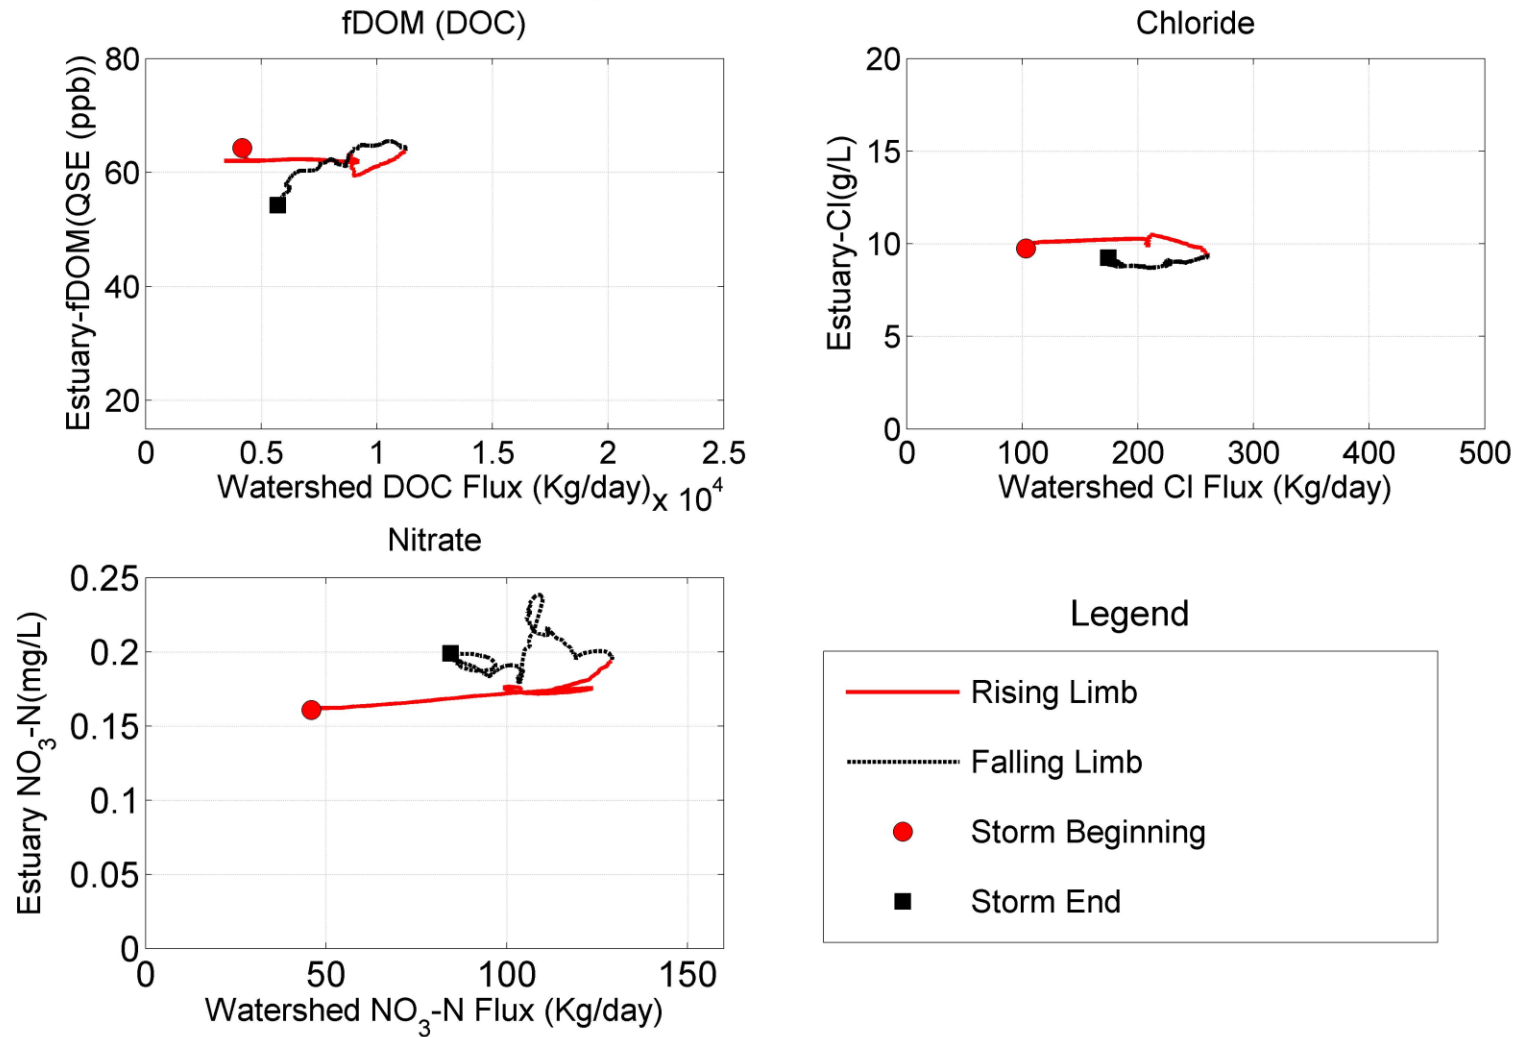 fDOM (DOC)
Estuary-fDOM(QSE (ppb))
80
60
40
20
0 0.5 1 1.5 2 2.5
Watershed DOC Flux (Kg/day) x 10^4
Chloride
Estuary-Cl(g/L)
20
15
10
5
0
0 100 200 300 400 500
Watershed Cl Flux (Kg/day)
Nitrate
Estuary NO3-N(mg/L)
0.25
0.2
0.15
0.1
0.05
0
0 50 100 150
Watershed NO3-N Flux (Kg/day)
Legend
Rising Limb
Falling Limb
Storm Beginning
Storm End